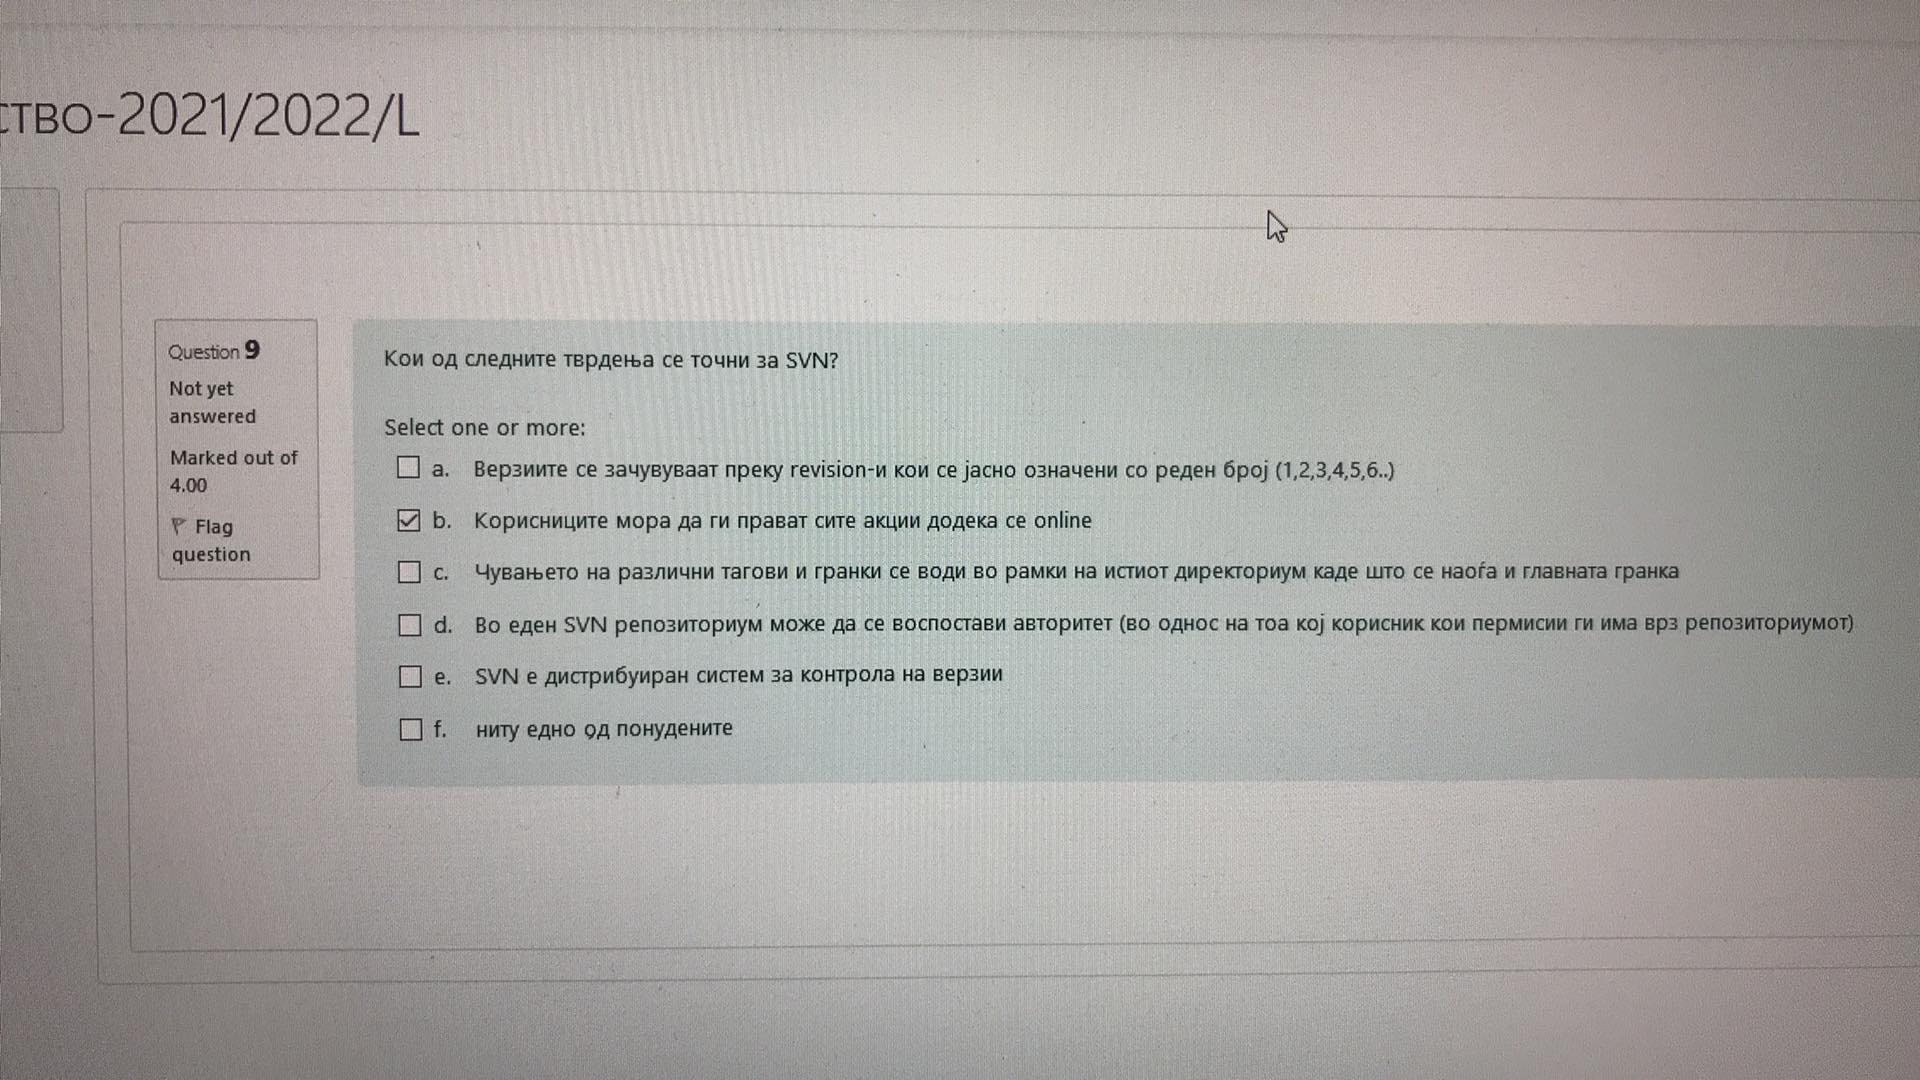 ство-2021/2022/L
Question 9
Not yet
answered
Marked out of
4.00
Flag
question
Кои од следните тврдења се точни за SVN?
Select one or more:
a. Верзиите се зачувуваат преку revision-и кои се јасно означени со реден број (1,2,3,4,5,6..)
b. Корисниците мора да ги прават сите акции додека се online
c. Чувањето на различни тагови и гранки се води во рамки на истиот директориум каде што се наоѓа и главната гранка
d. Во еден SVN репозиториум може да се воспостави авторитет (во однос на тоа кој корисник кои пермисии ги има врз репозиториумот)
e. SVN е дистрибуиран систем за контрола на верзии
f. ниту едно од понудените